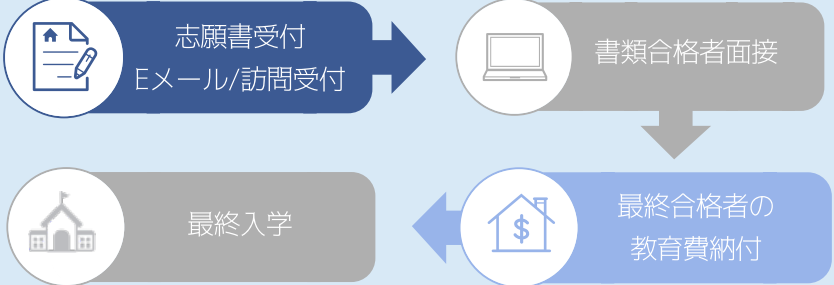 志願書受付
Eメール/訪問受付
書類合格者面接
最終合格者の
教育費納付
最終入学